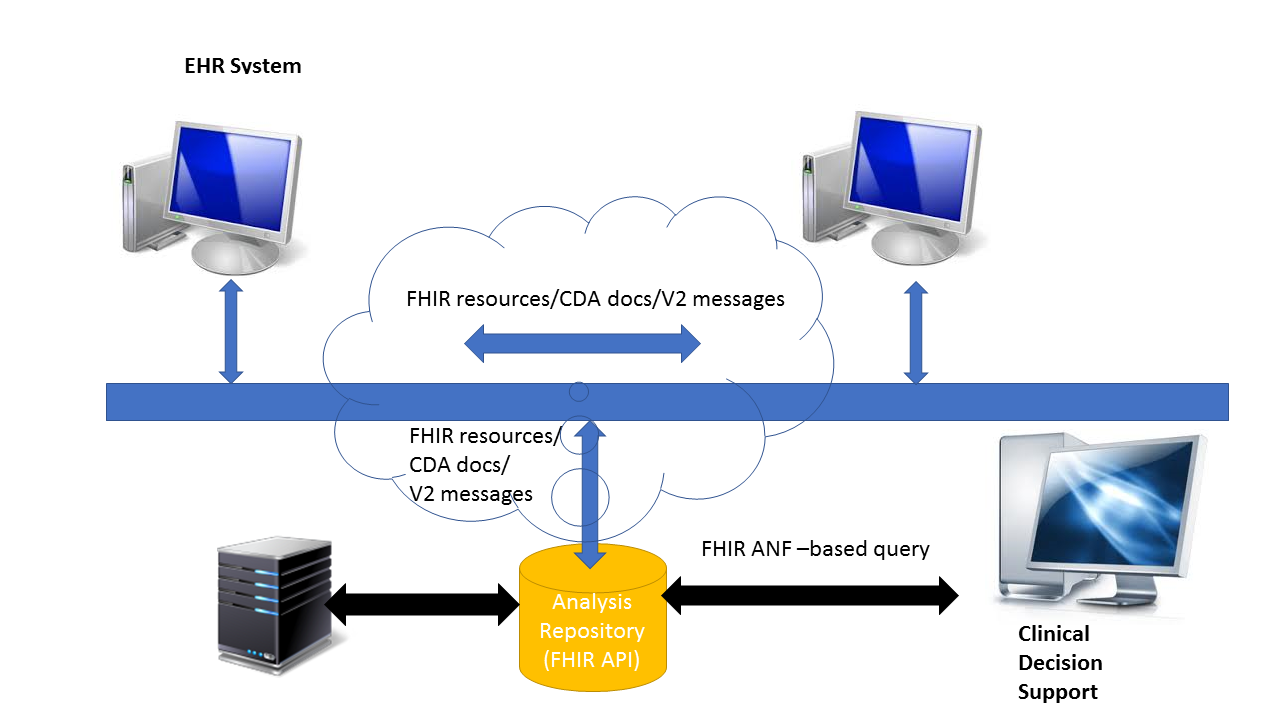 EHR System
FHIR resources/CDA docs/V2 messages
FHIR resources/
CDA docs/
V2 messages
FHIR ANF –based query
Analysis
Repository
(FHIR API)
Clinical
Decision
Support